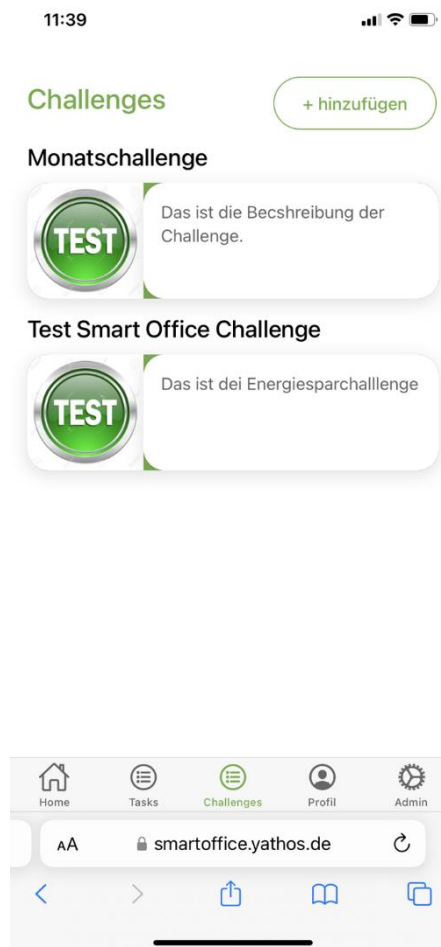 11:39
Challenges
+ hinzufügen
Monatschallenge
TEST
Das ist die Becshreibung der
Challenge.
Test Smart Office Challenge
TEST
Das ist dei Energiesparchalllenge
Home Tasks Challenges Profil Admin
AA smartoffice.yathos.de